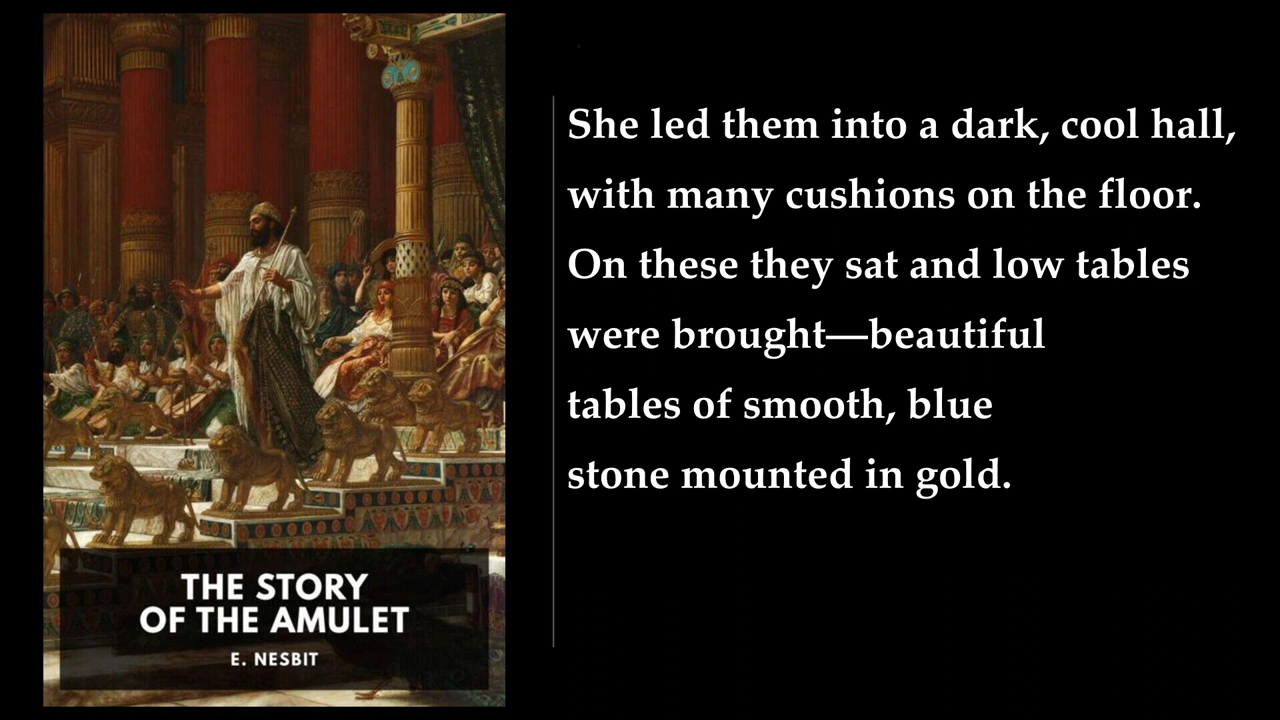 THE STORY
OF THE AMULET
E. NESBIT
She led them into a dark, cool hall,
with many cushions on the floor.
On these they sat and low tables
were brought—beautiful
tables of smooth, blue
stone mounted in gold.